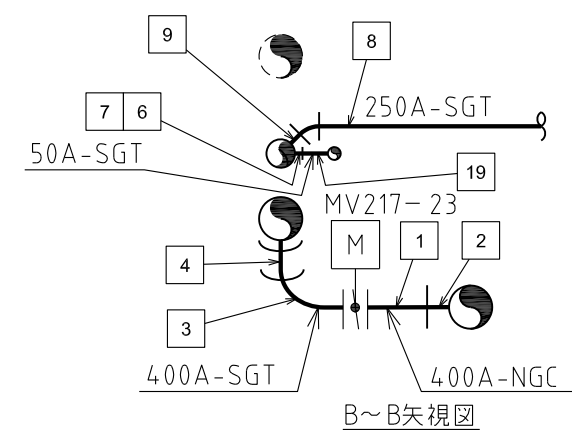 9
8
7 6
250A-SGT
50A-SGT
19
MV217-23
M
1
2
4
3
400A-SGT
400A-NGC
B～B矢視図